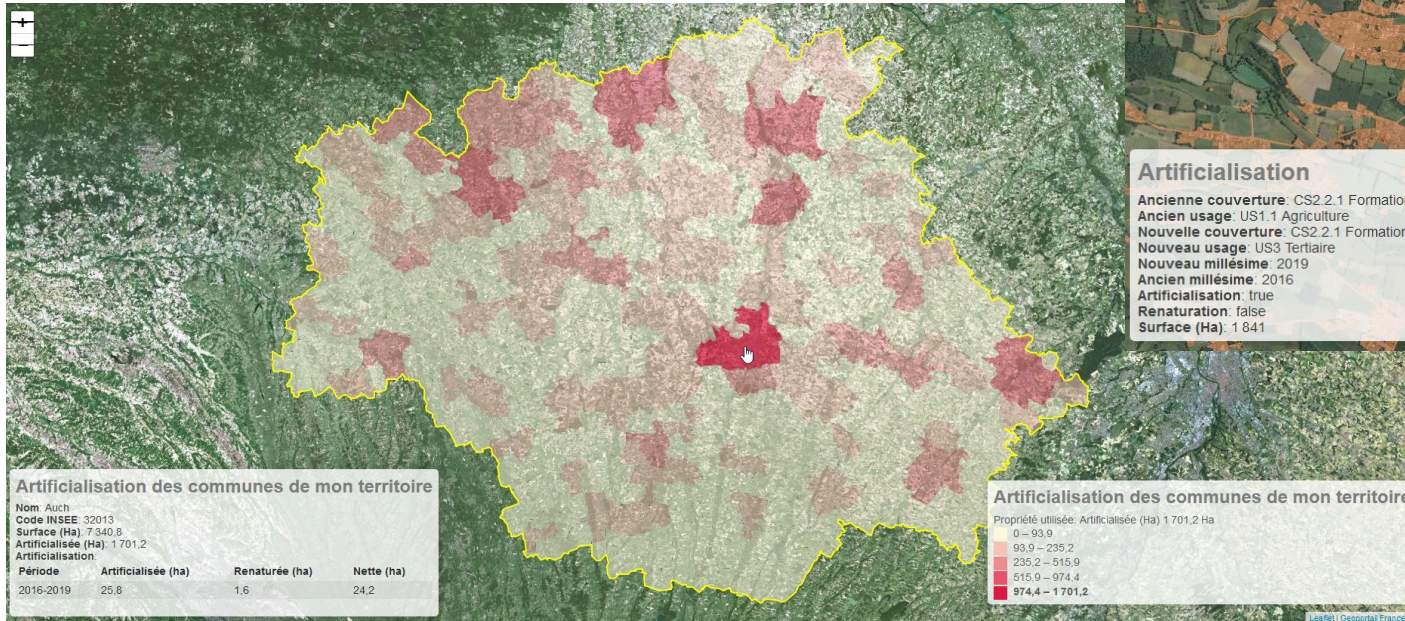 +
−
Artificialisation
Ancienne couverture: CS2.2.1 Formation
Ancien usage: US1.1 Agriculture
Nouvelle couverture: CS2.2.1 Formation
Nouveau usage: US3 Tertiaire
Nouveau millésime: 2019
Ancien millésime: 2016
Artificialisation: true
Renaturation: false
Surface (Ha): 1 841
Artificialisation des communes de mon territoire
Nom: Auch
Code INSEE: 32013
Surface (Ha): 7 340,8
Artificialisée (Ha): 1 701,2
Artificialisation:
Période Artificialisée (ha) Renaturée (ha) Nette (ha)
2016-2019 25,8 1,6 24,2
Artificialisation des communes de mon territoire
Propriété utilisée: Artificialisée (Ha) 1 701,2 Ha
0 – 93,9
93,9 – 235,2
235,2 – 515,9
515,9 – 974,4
974,4 – 1 701,2
Leaflet | Geoportail France